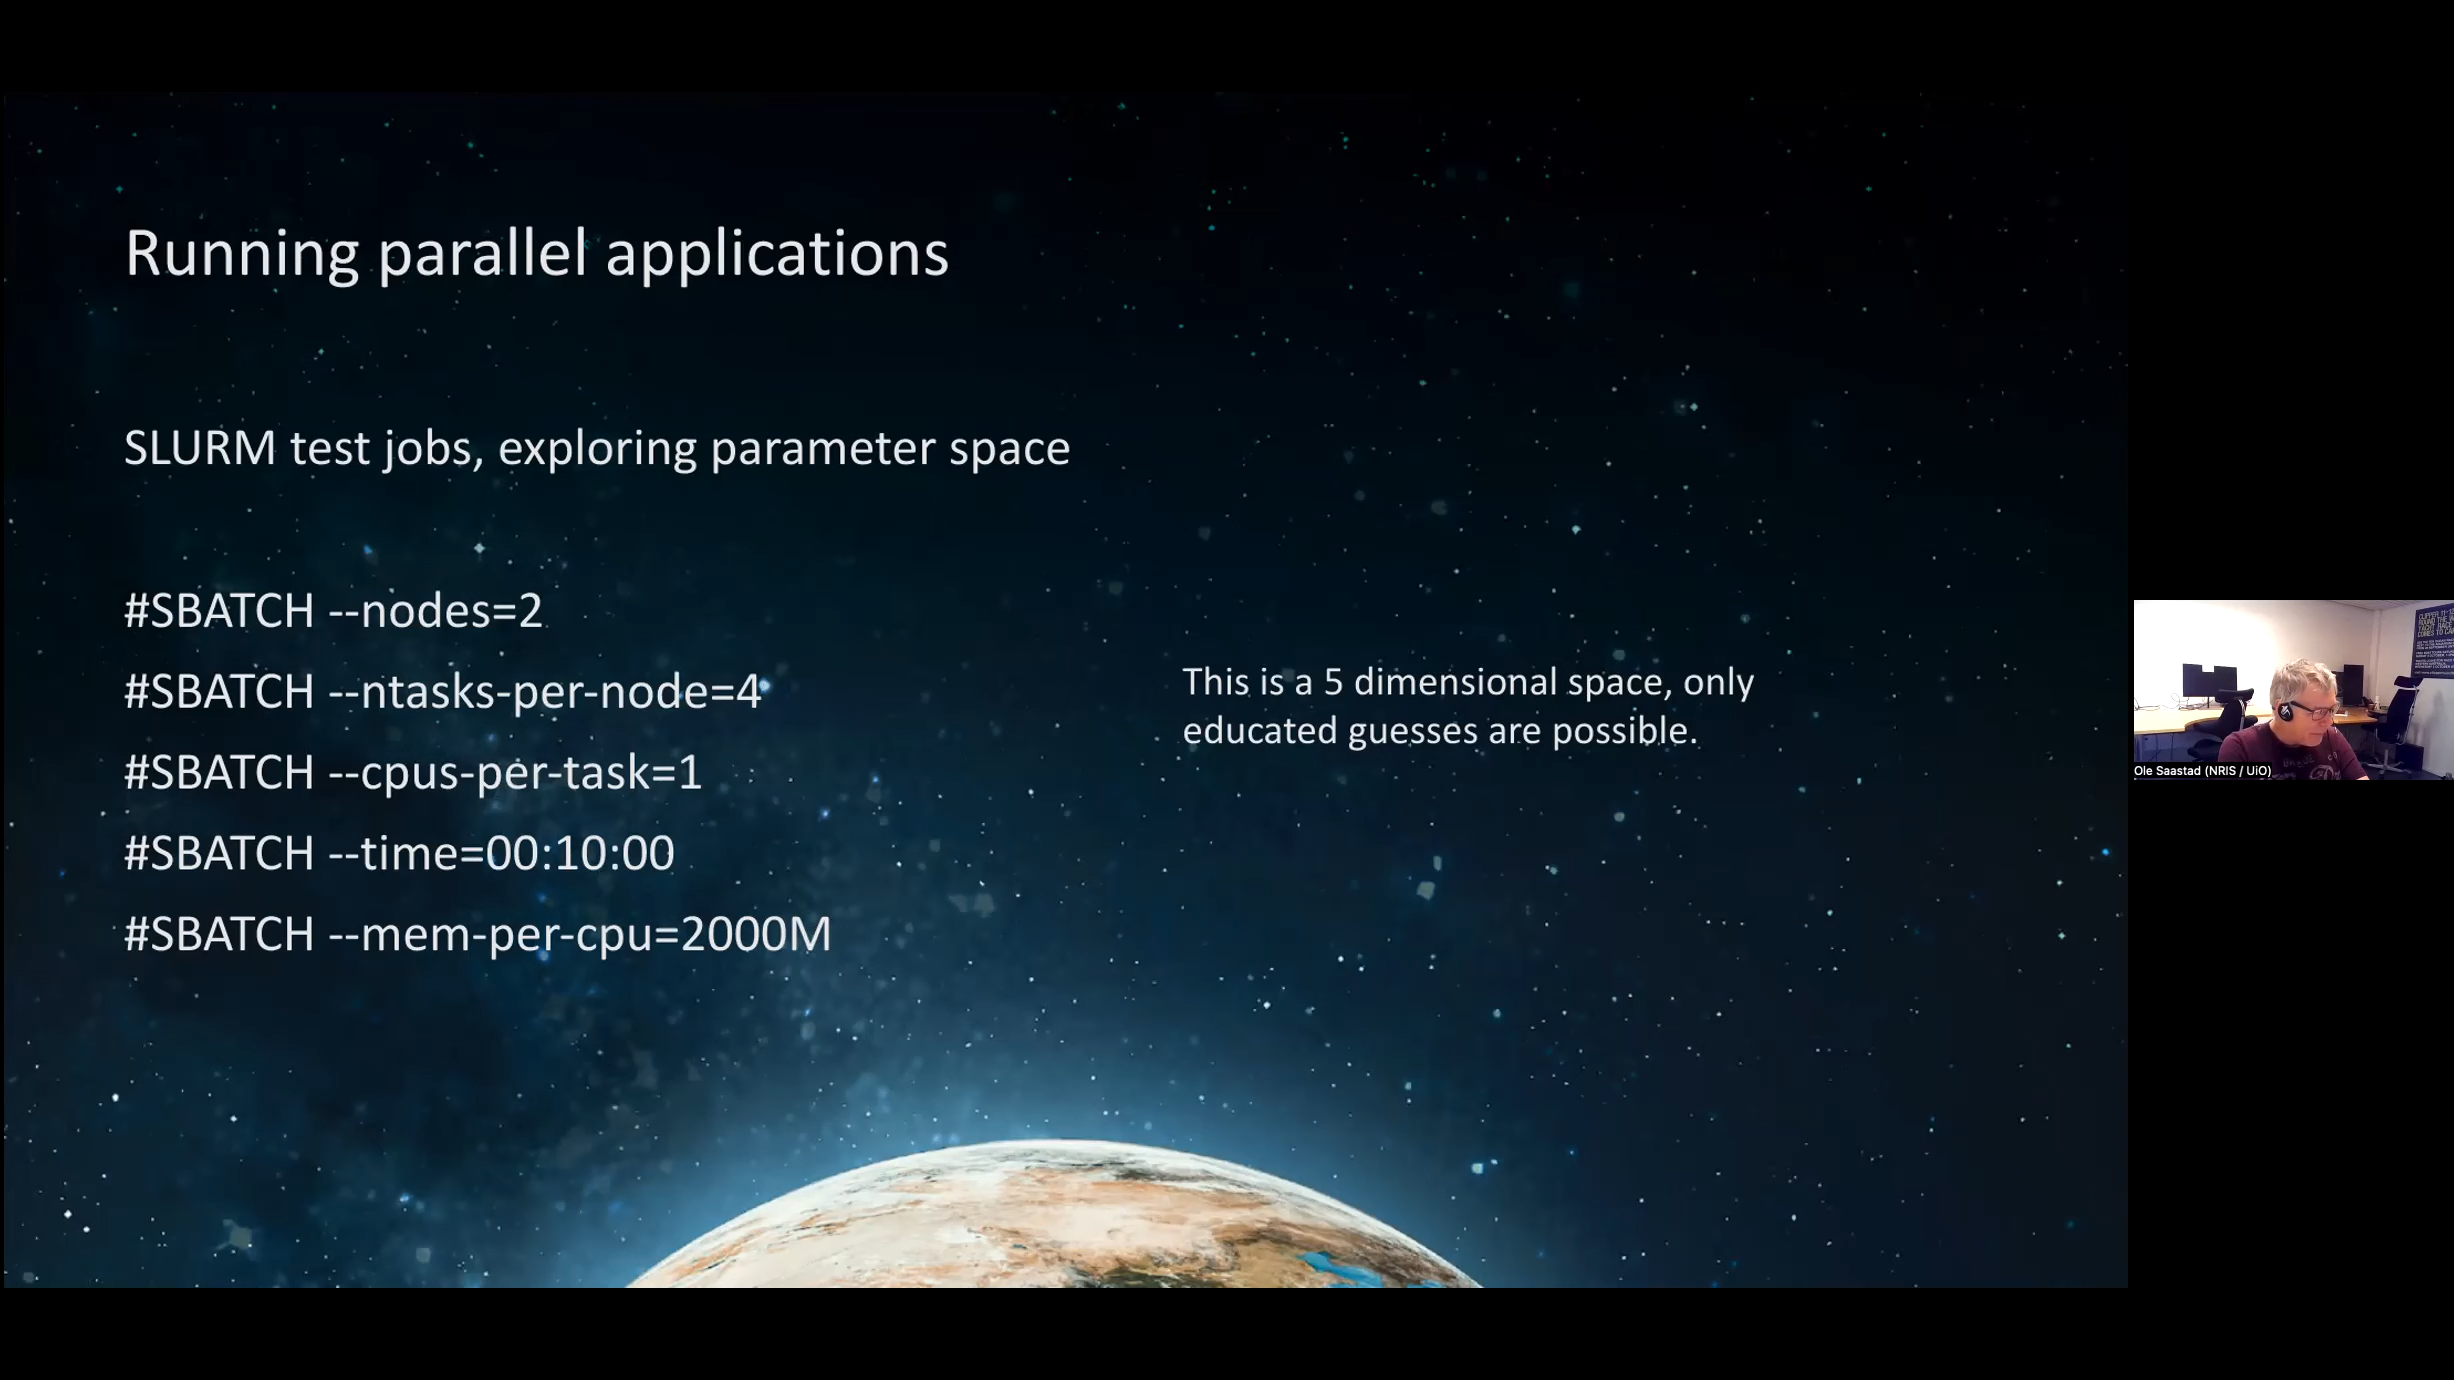 Running parallel applications
SLURM test jobs, exploring parameter space
#SBATCH --nodes=2
#SBATCH --ntasks-per-node=4
#SBATCH --cpus-per-task=1
#SBATCH --time=00:10:00
#SBATCH --mem-per-cpu=2000M
This is a 5 dimensional space, only
educated guesses are possible.
Ole Saastad (NRIS / UiO)